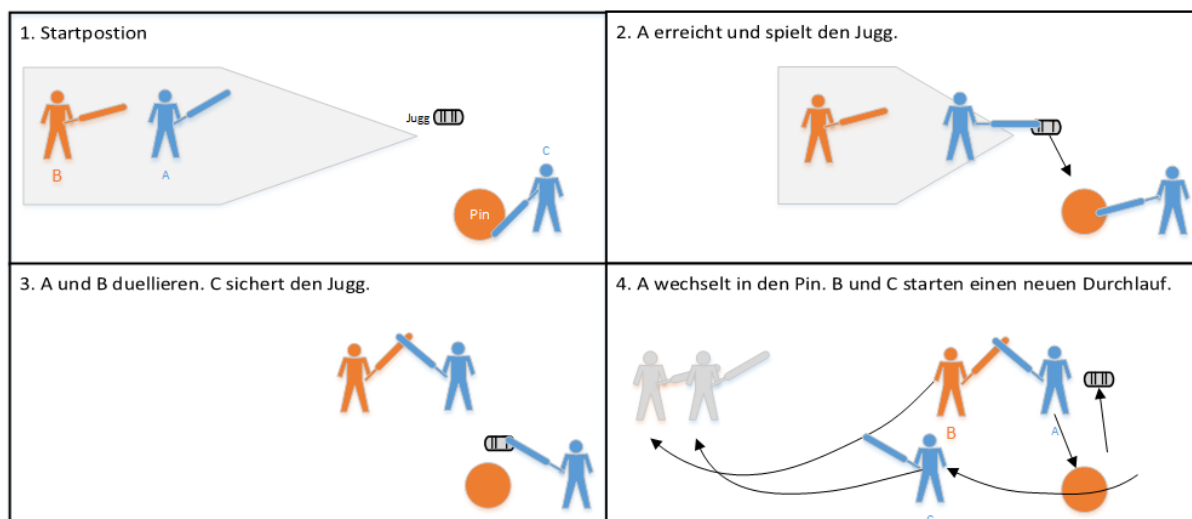 1. Startpostion
Jugg
C
B
A
Pin
2. A erreicht und spielt den Jugg.
3. A und B duellieren. C sichert den Jugg.
4. A wechselt in den Pin. B und C starten einen neuen Durchlauf.
B
A